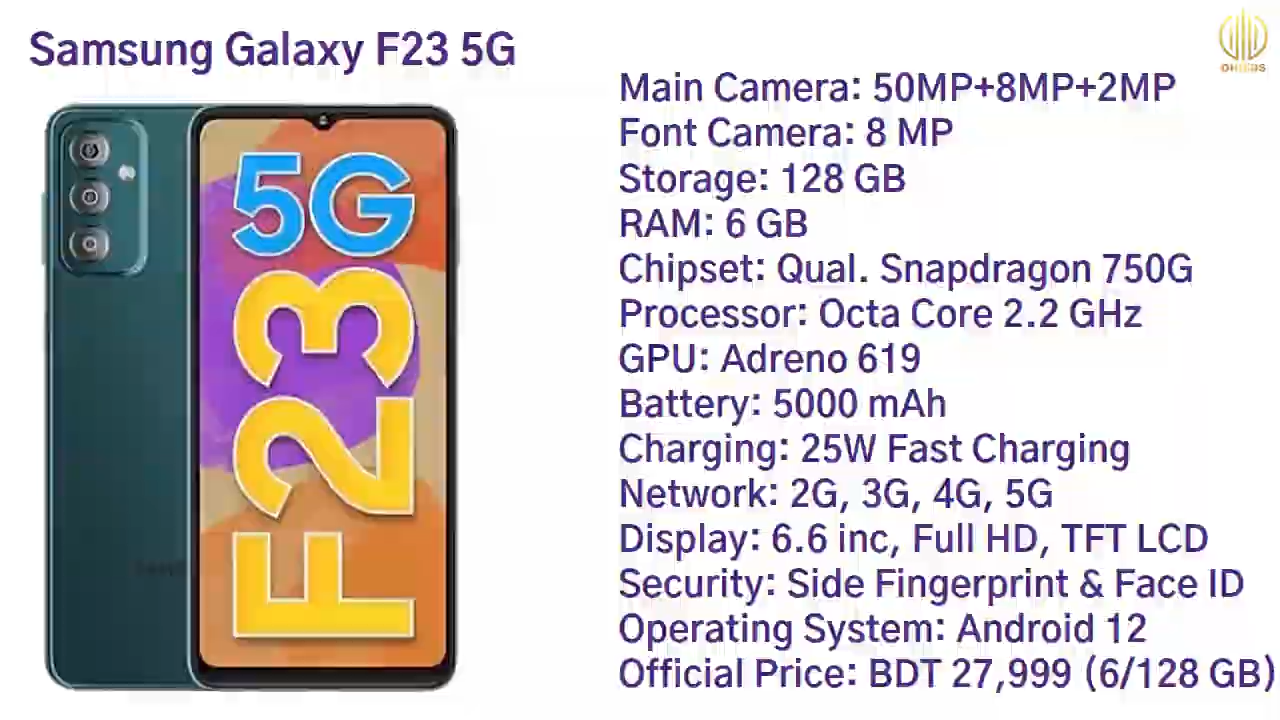 Samsung Galaxy F23 5G
Main Camera: 50MP+8MP+2MP
Font Camera: 8 MP
Storage: 128 GB
RAM: 6 GB
Chipset: Qual. Snapdragon 750G
Processor: Octa Core 2.2 GHz
GPU: Adreno 619
Battery: 5000 mAh
Charging: 25W Fast Charging
Network: 2G, 3G, 4G, 5G
Display: 6.6 inc, Full HD, TFT LCD
Security: Side Fingerprint & Face ID
Operating System: Android 12
Official Price: BDT 27,999 (6/128 GB)
5G
F23